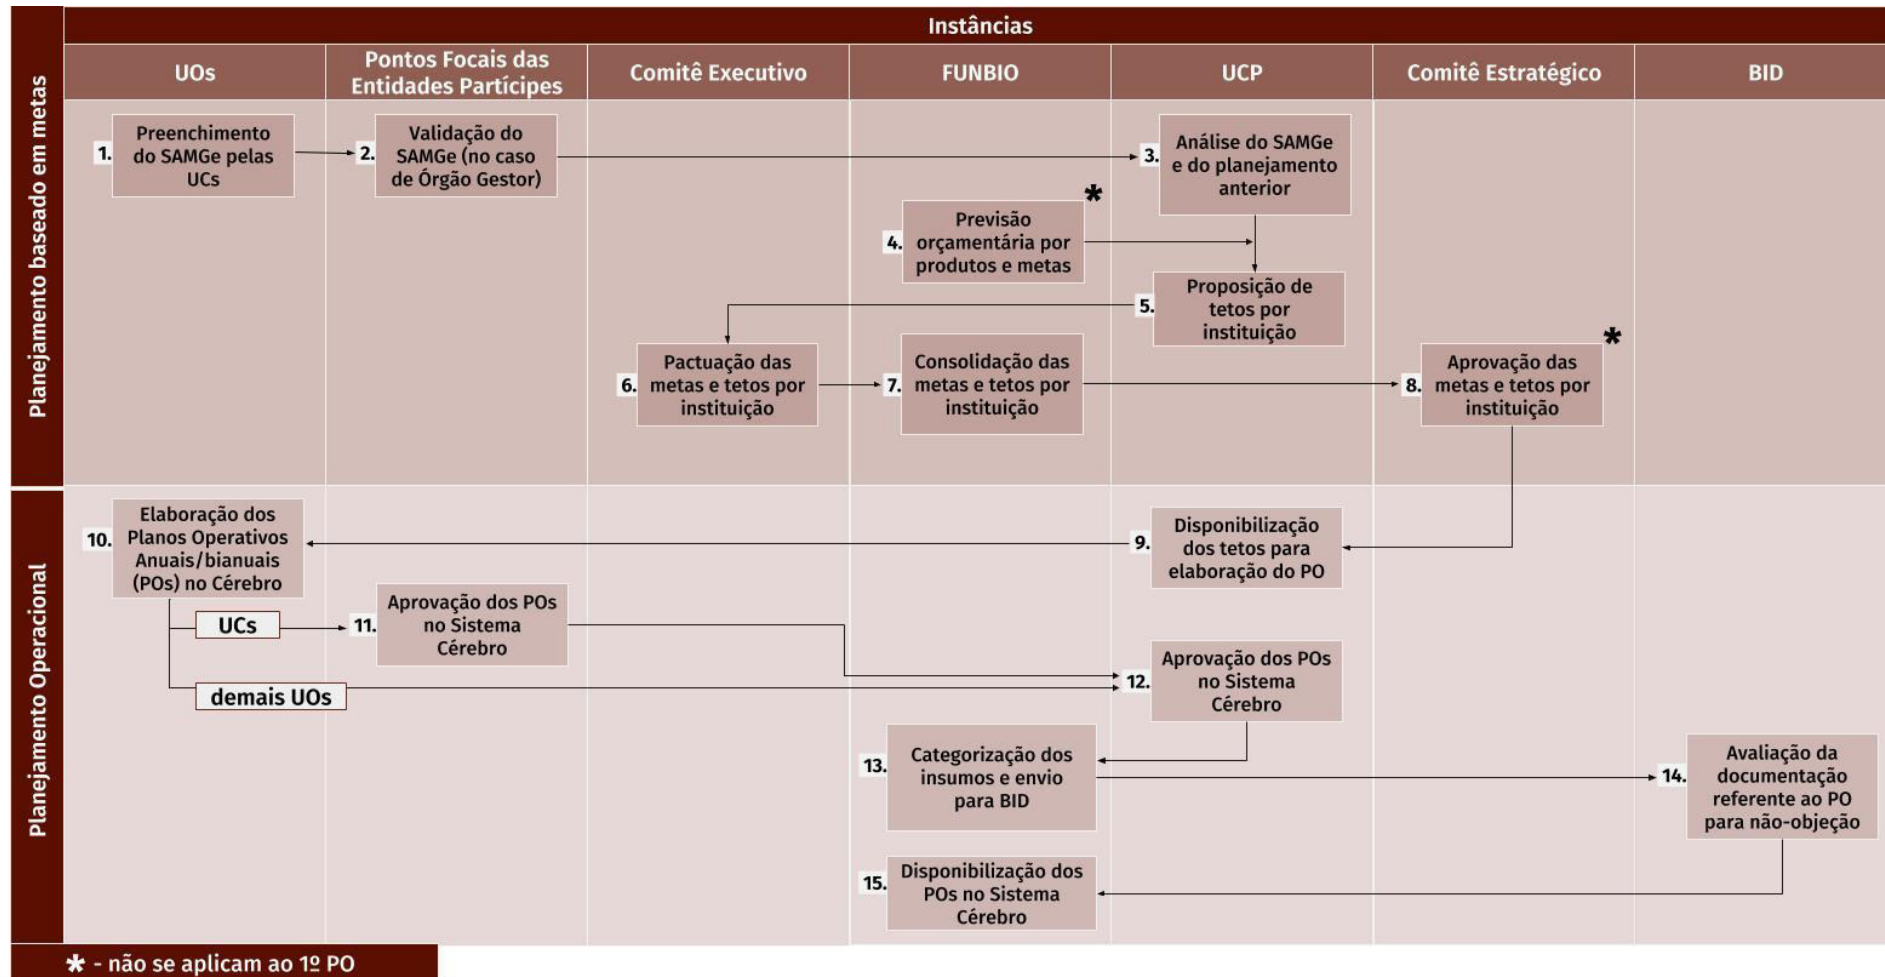 Instâncias
UOs
Pontos Focais das
Entidades Partícipes
Comitê Executivo
FUNBIO
UCP
Comitê Estratégico
BID
Planejamento baseado em metas
1.
Preenchimento
do SAMGe pelas
UCs
2.
Validação do
SAMGe (no caso
de Órgão Gestor)
3.
Análise do SAMGe
e do planejamento
anterior
*
4.
Previsão
orçamentária por
produtos e metas
5.
Proposição de
tetos por
instituição
6.
Pactuação das
metas e tetos por
instituição
7.
Consolidação das
metas e tetos por
instituição
*
8.
Aprovação das
metas e tetos por
instituição
Planejamento Operacional
9.
Disponibilização
dos tetos para
elaboração do PO
10.
Elaboração dos
Planos Operativos
Anuais/bianuais
(POs) no Cérebro
UCs
11.
Aprovação dos POs
no Sistema
Cérebro
demais UOs
12.
Aprovação dos POs
no Sistema
Cérebro
13.
Categorização dos
insumos e envio
para BID
14.
Avaliação da
documentação
referente ao PO
para não-objeção
15.
Disponibilização dos
POs no Sistema
Cérebro
* - não se aplicam ao 1º PO